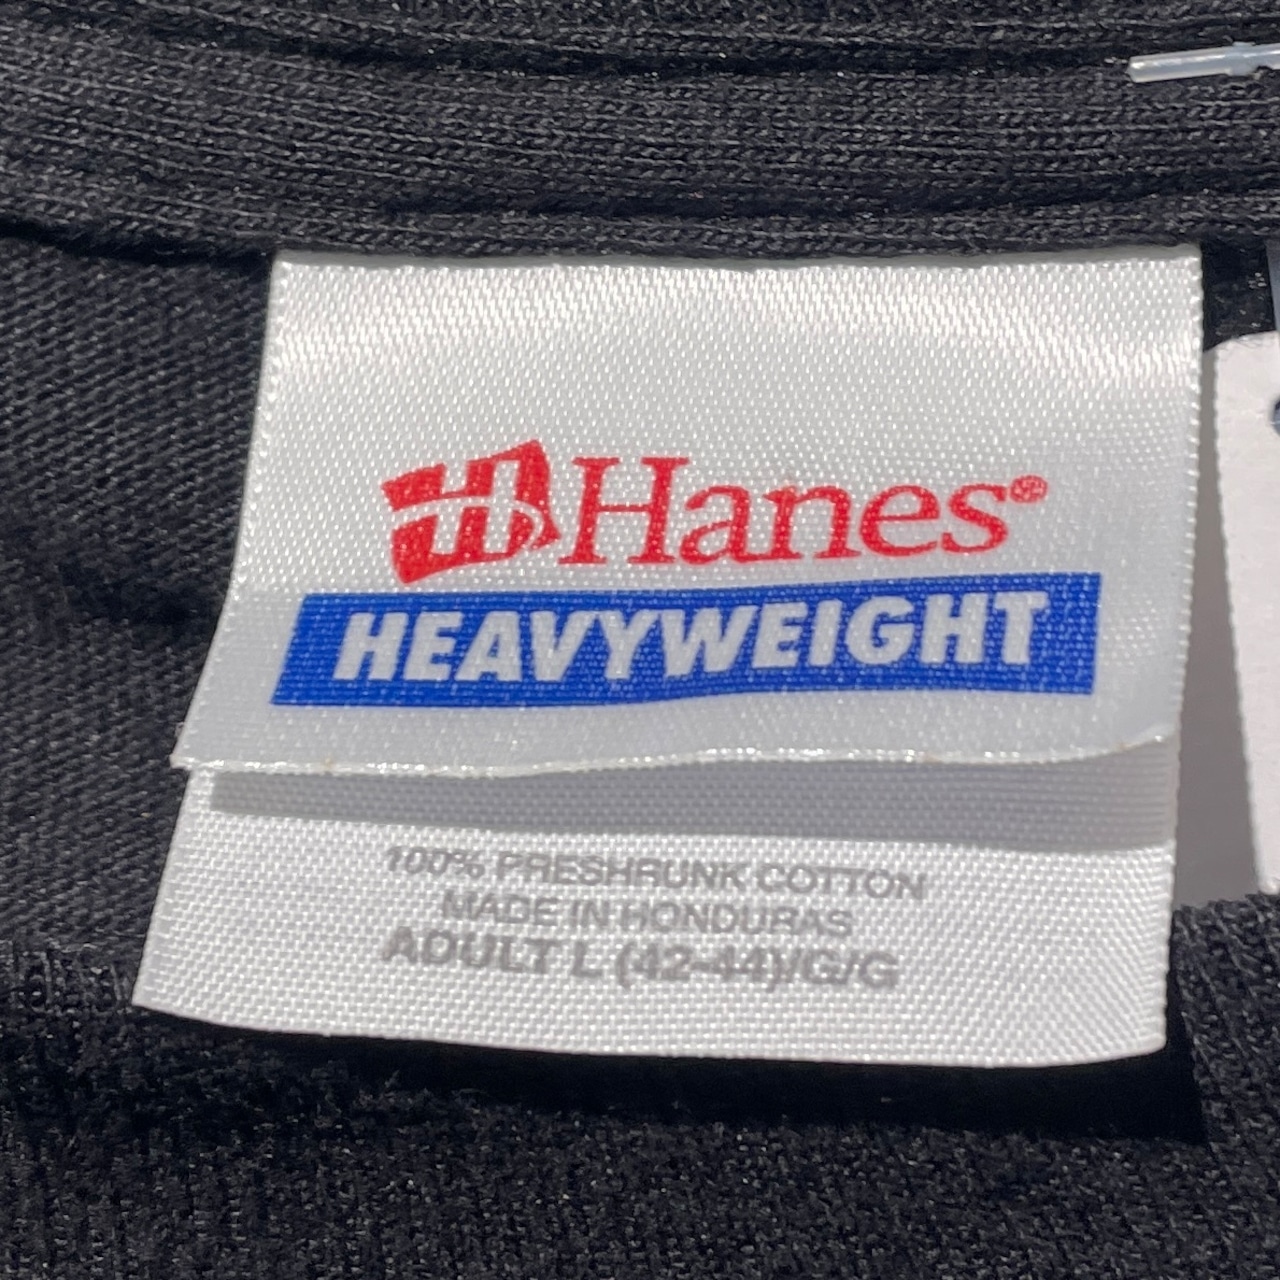 Hanes®
HEAVYWEIGHT
100% PRESHRUNK COTTON
MADE IN HONDURAS
ADULT L (42-44)/G/G